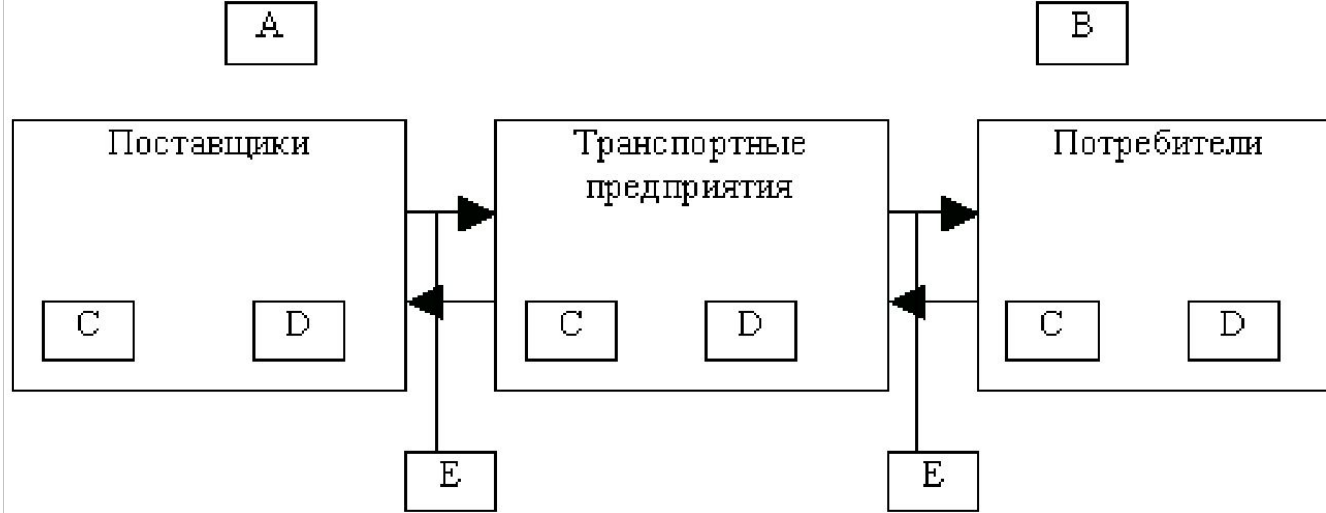 A
B
Поставщики
Транспортные
предприятия
Потребители
C
D
C
D
C
D
E
E